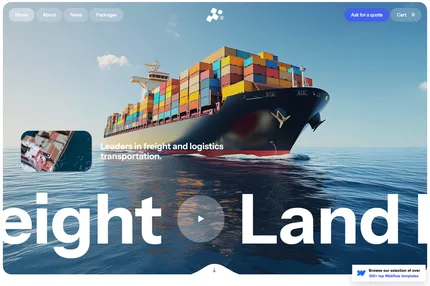 Home
About
News
Packages
Ask for a quote
Cart 0
Leaders in freight and logistics
transportation.
eight Land
Browse our selection of over
300+ top Webflow templates